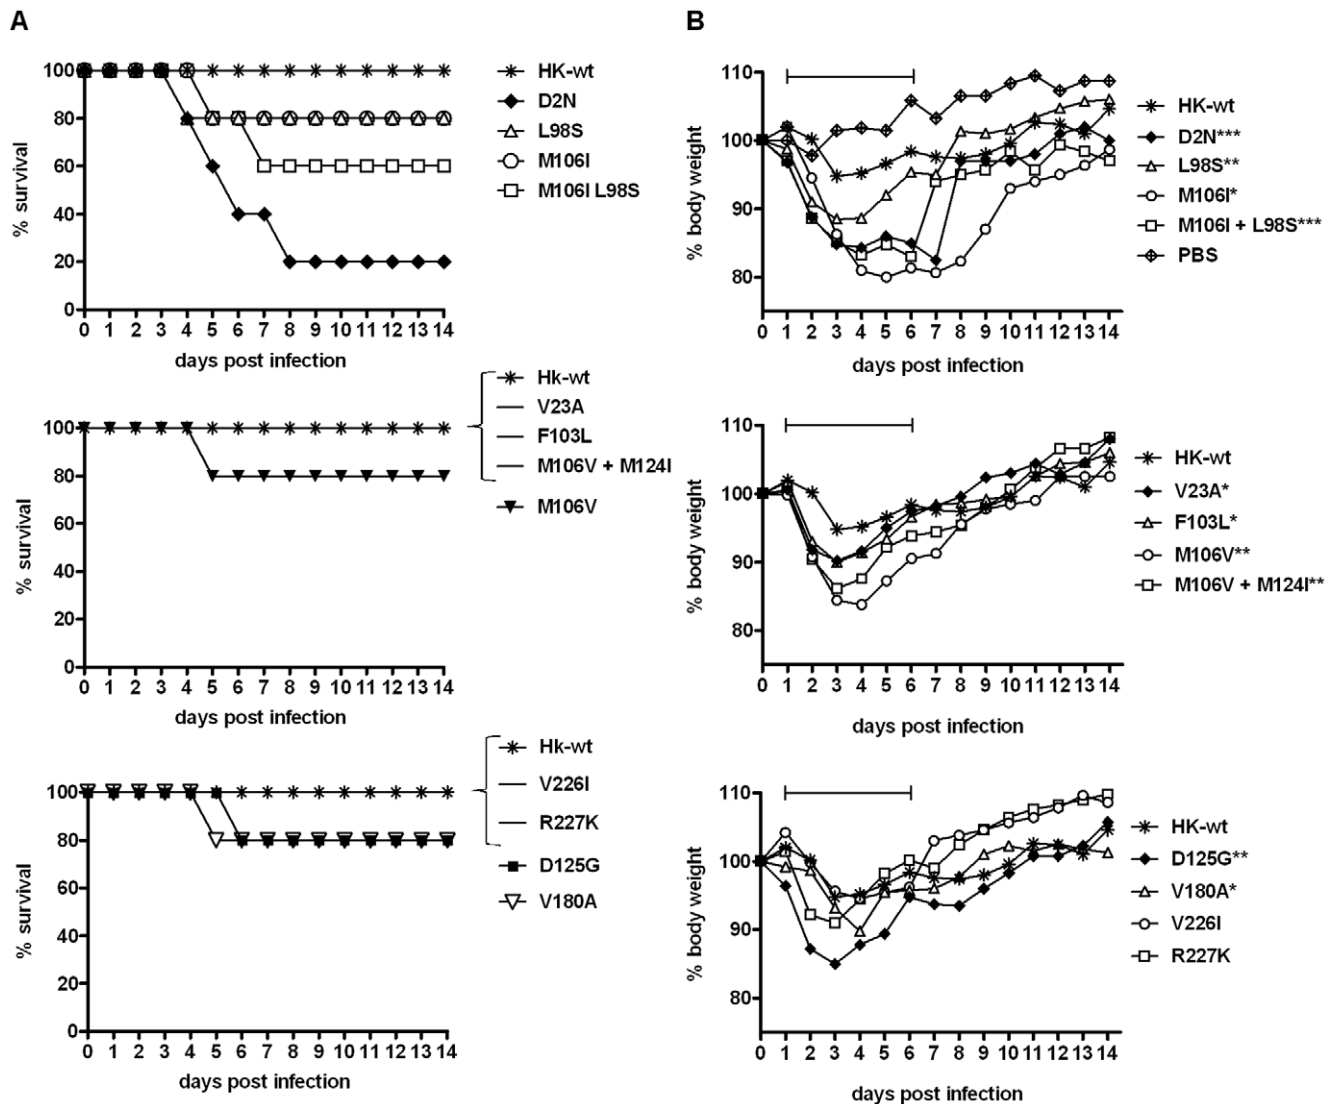 A
B
100
80
60
40
20
0
% survival
0 1 2 3 4 5 6 7 8 9 10 11 12 13 14
days post infection
HK-wt
D2N
L98S
M106I
M106I L98S
110
100
90
80
% body weight
0 1 2 3 4 5 6 7 8 9 10 11 12 13 14
days post infection
HK-wt
D2N***
L98S**
M106I*
M106I + L98S***
PBS
100
80
60
40
20
0
% survival
0 1 2 3 4 5 6 7 8 9 10 11 12 13 14
days post infection
Hk-wt
V23A
F103L
M106V + M124I
M106V
110
100
90
80
% body weight
0 1 2 3 4 5 6 7 8 9 10 11 12 13 14
days post infection
HK-wt
V23A*
F103L*
M106V**
M106V + M124I**
100
80
60
40
20
0
% survival
0 1 2 3 4 5 6 7 8 9 10 11 12 13 14
days post infection
Hk-wt
V226I
R227K
D125G
V180A
110
100
90
80
% body weight
0 1 2 3 4 5 6 7 8 9 10 11 12 13 14
days post infection
HK-wt
D125G**
V180A*
V226I
R227K